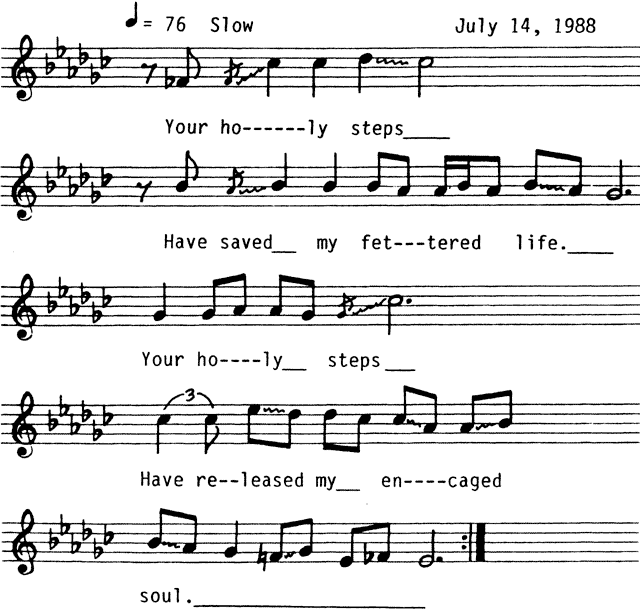 ♩ = 76 Slow July 14, 1988
Your ho------ly steps____
Have saved__ my fet---tered life.____
Your ho----ly__ steps___
3
Have re--leased my__ en----caged
soul.______________________